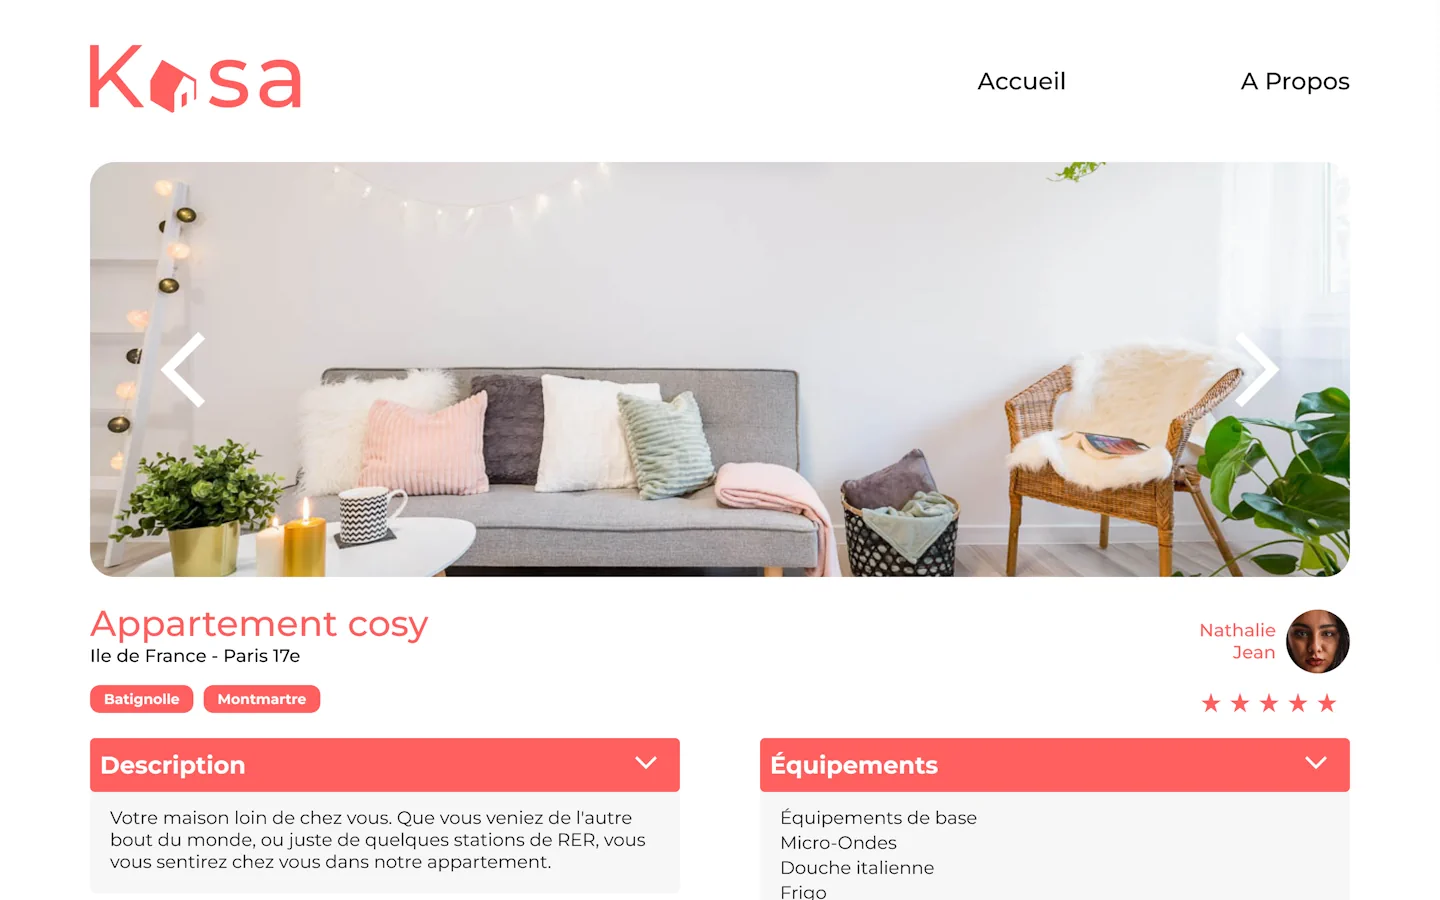 Kasa
Accueil
A Propos
Appartement cosy
Ile de France - Paris 17e
Batignolle
Montmartre
Nathalie
Jean
Description
Votre maison loin de chez vous. Que vous veniez de l'autre
bout du monde, ou juste de quelques stations de RER, vous
vous sentirez chez vous dans notre appartement.
Équipements
Équipements de base
Micro-Ondes
Douche italienne
Frigo